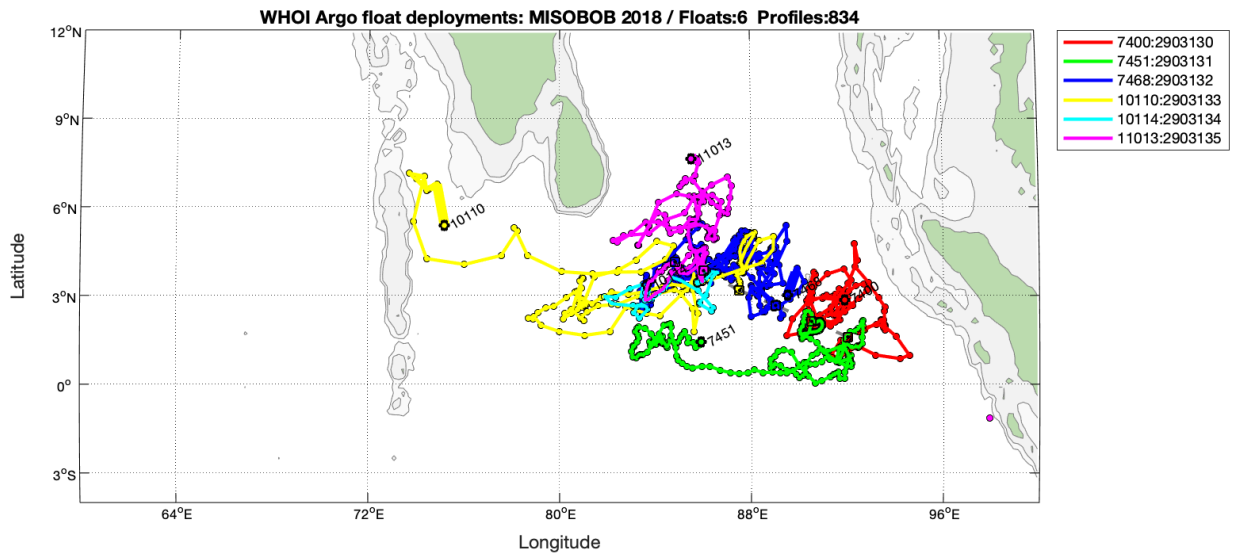 WHOI Argo float deployments: MISOBOB 2018 / Floats:6 Profiles:834
12°N
9°N
6°N
3°N
0°
3°S
Latitude
64°E
72°E
80°E
88°E
96°E
Longitude
11013
10110
7451
7400:2903130
7451:2903131
7468:2903132
10110:2903133
10114:2903134
11013:2903135